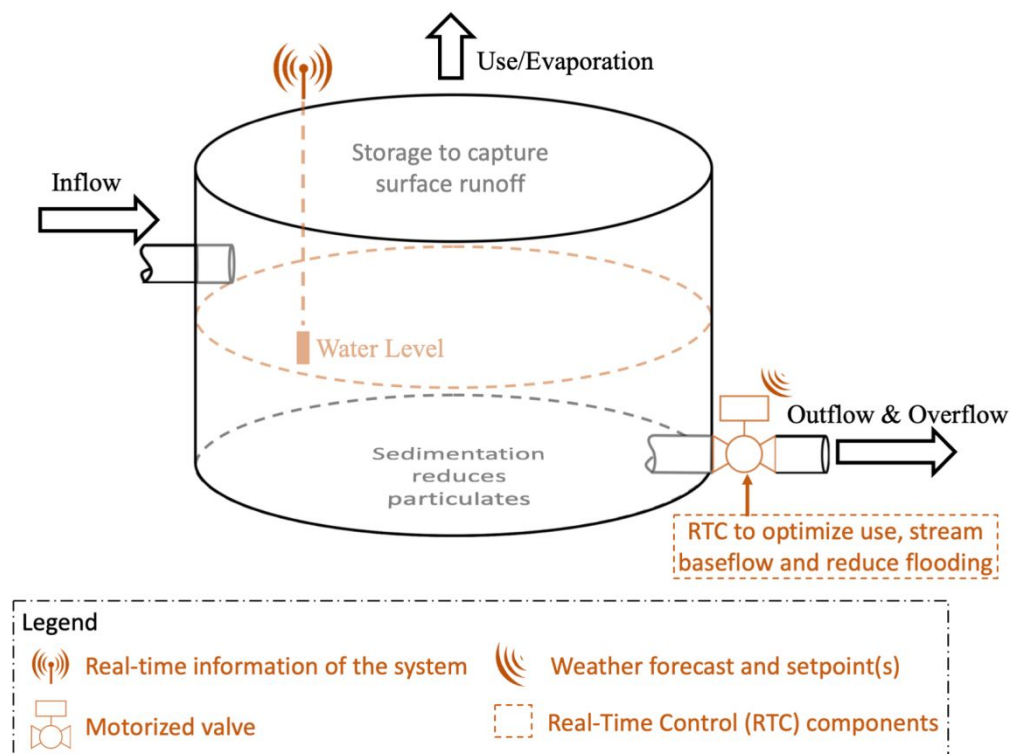 Use/Evaporation
Storage to capture
surface runoff
Inflow
Water Level
Outflow & Overflow
Sedimentation
reduces
particulates
RTC to optimize use, stream
baseflow and reduce flooding
Legend
Real-time information of the system
Weather forecast and setpoint(s)
Motorized valve
Real-Time Control (RTC) components